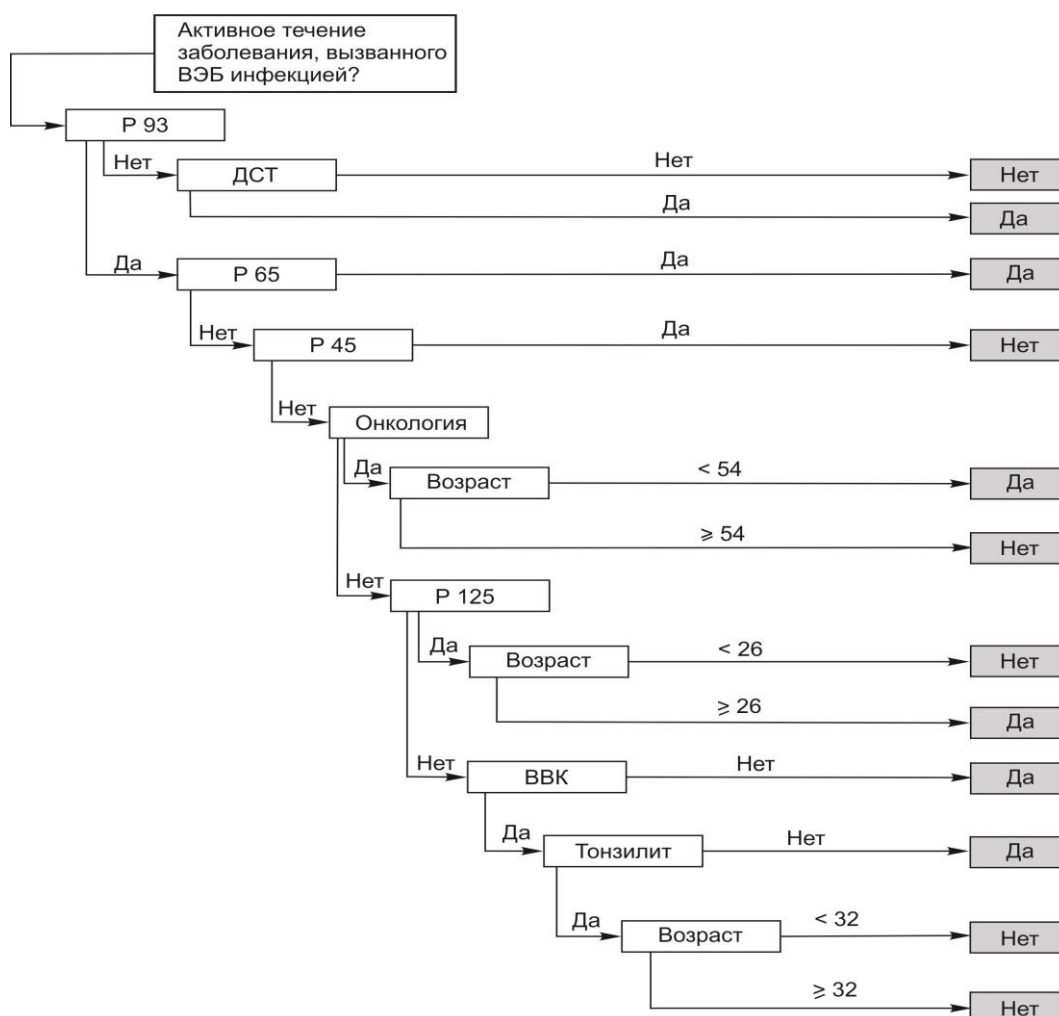 Активное течение
заболевания, вызванного
ВЭБ инфекцией?
Р 93
Нет
ДСТ
Нет
Нет
Да
Да
Да
Р 65
Да
Да
Нет
Р 45
Да
Нет
Нет
Онкология
Да
Возраст
< 54
Да
⩾ 54
Нет
Нет
Р 125
Да
Возраст
< 26
Нет
⩾ 26
Да
Нет
ВВК
Нет
Да
Да
Тонзилит
Нет
Да
Да
Возраст
< 32
Нет
⩾ 32
Нет